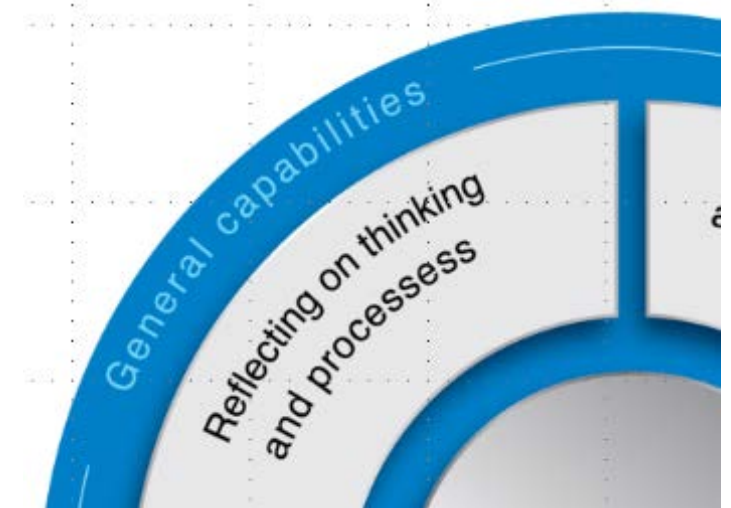 General capabilities
Reflecting on thinking
and processess
a